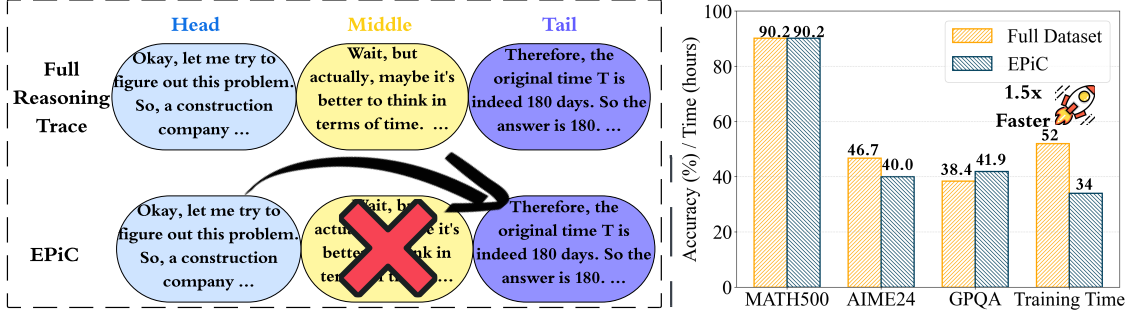 Head
Middle
Tail
Full
Reasoning
Trace
Okay, let me try to
figure out this problem.
So, a construction
company ...
Wait, but
actually, maybe it's
better to think in
terms of time. ...
Therefore, the
original time T is
indeed 180 days. So the
answer is 180. ...
EPiC
Okay, let me try to
figure out this problem.
So, a construction
company ...
Wait, but
it's
in
...
Therefore, the
original time T is
indeed 180 days. So the
answer is 180. ...
Accuracy (%) / Time (hours)
100
80
60
40
20
0
Full Dataset
EPiC
1.5x
Faster
90.2 90.2
46.7
40.0
38.4
41.9
52
34
MATH500
AIME24
GPQA
Training Time